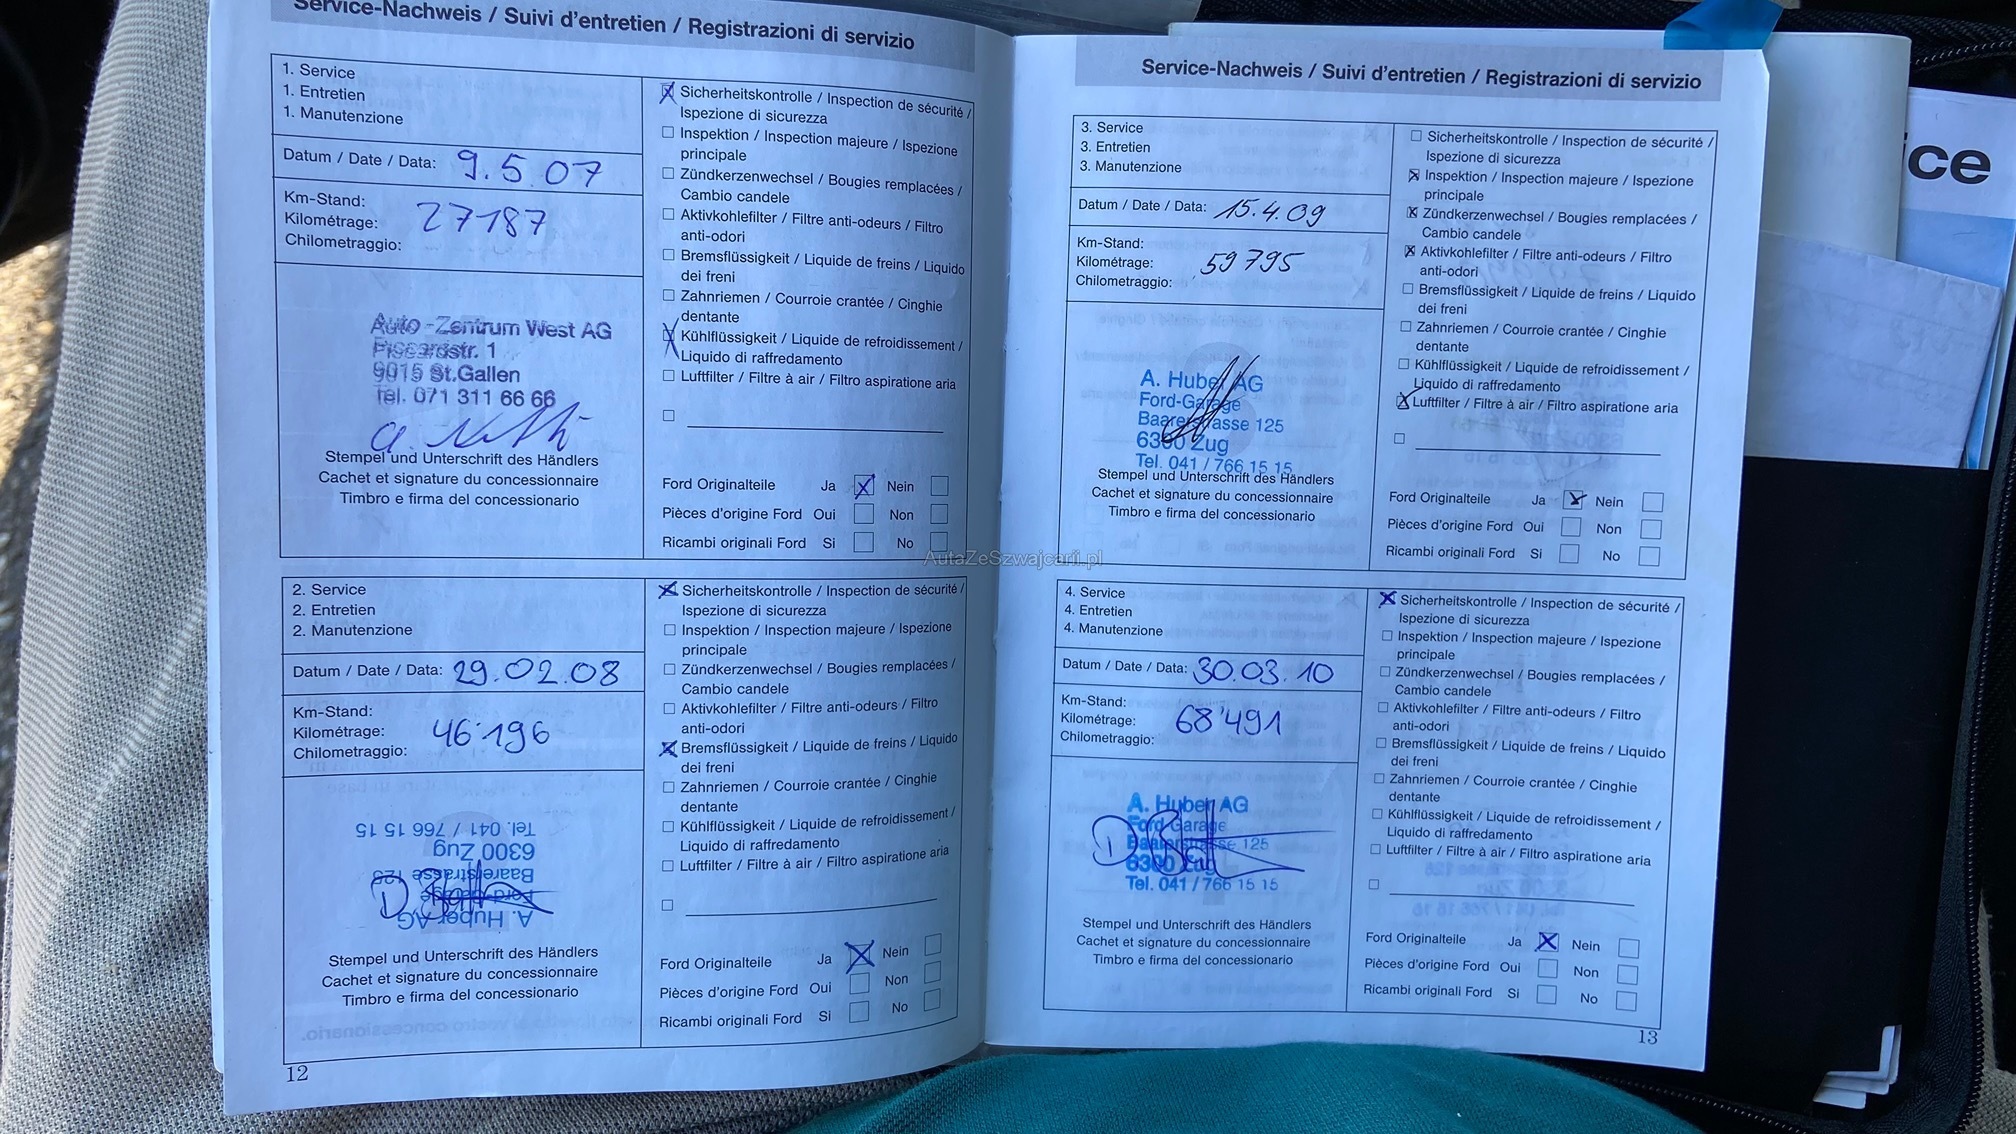 Service-Nachweis / Suivi d'entretien / Registrazioni di servizio
1. Service
1. Entretien
1. Manutenzione
Datum / Date / Data: 9.5.07
Km-Stand:
Kilométrage: 27187
Chilometraggio:
Auto-Zentrum West AG
Piccardstr. 1
9015 St.Gallen
Tel. 071 311 66 66
Stempel und Unterschrift des Händlers
Cachet et signature du concessionnaire
Timbro e firma del concessionario
Sicherheitskontrolle / Inspection de sécurité /
Ispezione di sicurezza
Inspektion / Inspection majeure / Ispezione
principale
Zündkerzenwechsel / Bougies remplacées /
Cambio candele
Aktivkohlefilter / Filtre anti-odeurs / Filtro
anti-odori
Bremsflüssigkeit / Liquide de freins / Liquido
dei freni
Zahnriemen / Courroie crantée / Cinghie
dentante
Kühlflüssigkeit / Liquide de refroidissement /
Liquido di raffredamento
Luftfilter / Filtre à air / Filtro aspiratione aria
Ford Originalteile Ja Nein
Pièces d'origine Ford Oui Non
Ricambi originali Ford Si No
2. Service
2. Entretien
2. Manutenzione
Datum / Date / Data: 29.02.08
Km-Stand:
Kilométrage: 46'196
Chilometraggio:
A. Huber AG
Ford-Garage
Baarerstrasse 125
6300 Zug
Tel. 041 / 766 15 15
Stempel und Unterschrift des Händlers
Cachet et signature du concessionnaire
Timbro e firma del concessionario
Sicherheitskontrolle / Inspection de sécurité /
Ispezione di sicurezza
Inspektion / Inspection majeure / Ispezione
principale
Zündkerzenwechsel / Bougies remplacées /
Cambio candele
Aktivkohlefilter / Filtre anti-odeurs / Filtro
anti-odori
Bremsflüssigkeit / Liquide de freins / Liquido
dei freni
Zahnriemen / Courroie crantée / Cinghie
dentante
Kühlflüssigkeit / Liquide de refroidissement /
Liquido di raffredamento
Luftfilter / Filtre à air / Filtro aspiratione aria
Ford Originalteile Ja Nein
Pièces d'origine Ford Oui Non
Ricambi originali Ford Si No
12
Service-Nachweis / Suivi d'entretien / Registrazioni di servizio
3. Service
3. Entretien
3. Manutenzione
Datum / Date / Data: 15.4.09
Km-Stand:
Kilométrage: 59795
Chilometraggio:
A. Huber AG
Ford-Garage
Baarerstrasse 125
6300 Zug
Tel. 041 / 766 15 15
Stempel und Unterschrift des Händlers
Cachet et signature du concessionnaire
Timbro e firma del concessionario
Sicherheitskontrolle / Inspection de sécurité /
Ispezione di sicurezza
Inspektion / Inspection majeure / Ispezione
principale
Zündkerzenwechsel / Bougies remplacées /
Cambio candele
Aktivkohlefilter / Filtre anti-odeurs / Filtro
anti-odori
Bremsflüssigkeit / Liquide de freins / Liquido
dei freni
Zahnriemen / Courroie crantée / Cinghie
dentante
Kühlflüssigkeit / Liquide de refroidissement /
Liquido di raffredamento
Luftfilter / Filtre à air / Filtro aspiratione aria
Ford Originalteile Ja Nein
Pièces d'origine Ford Oui Non
Ricambi originali Ford Si No
4. Service
4. Entretien
4. Manutenzione
Datum / Date / Data: 30.03.10
Km-Stand:
Kilométrage: 68'491
Chilometraggio:
A. Huber AG
Ford-Garage
Baarerstrasse 125
6300 Zug
Tel. 041 / 766 15 15
Stempel und Unterschrift des Händlers
Cachet et signature du concessionnaire
Timbro e firma del concessionario
Sicherheitskontrolle / Inspection de sécurité /
Ispezione di sicurezza
Inspektion / Inspection majeure / Ispezione
principale
Zündkerzenwechsel / Bougies remplacées /
Cambio candele
Aktivkohlefilter / Filtre anti-odeurs / Filtro
anti-odori
Bremsflüssigkeit / Liquide de freins / Liquido
dei freni
Zahnriemen / Courroie crantée / Cinghie
dentante
Kühlflüssigkeit / Liquide de refroidissement /
Liquido di raffredamento
Luftfilter / Filtre à air / Filtro aspiratione aria
Ford Originalteile Ja Nein
Pièces d'origine Ford Oui Non
Ricambi originali Ford Si No
13
ice
AutaZeSzwajcarii.pl